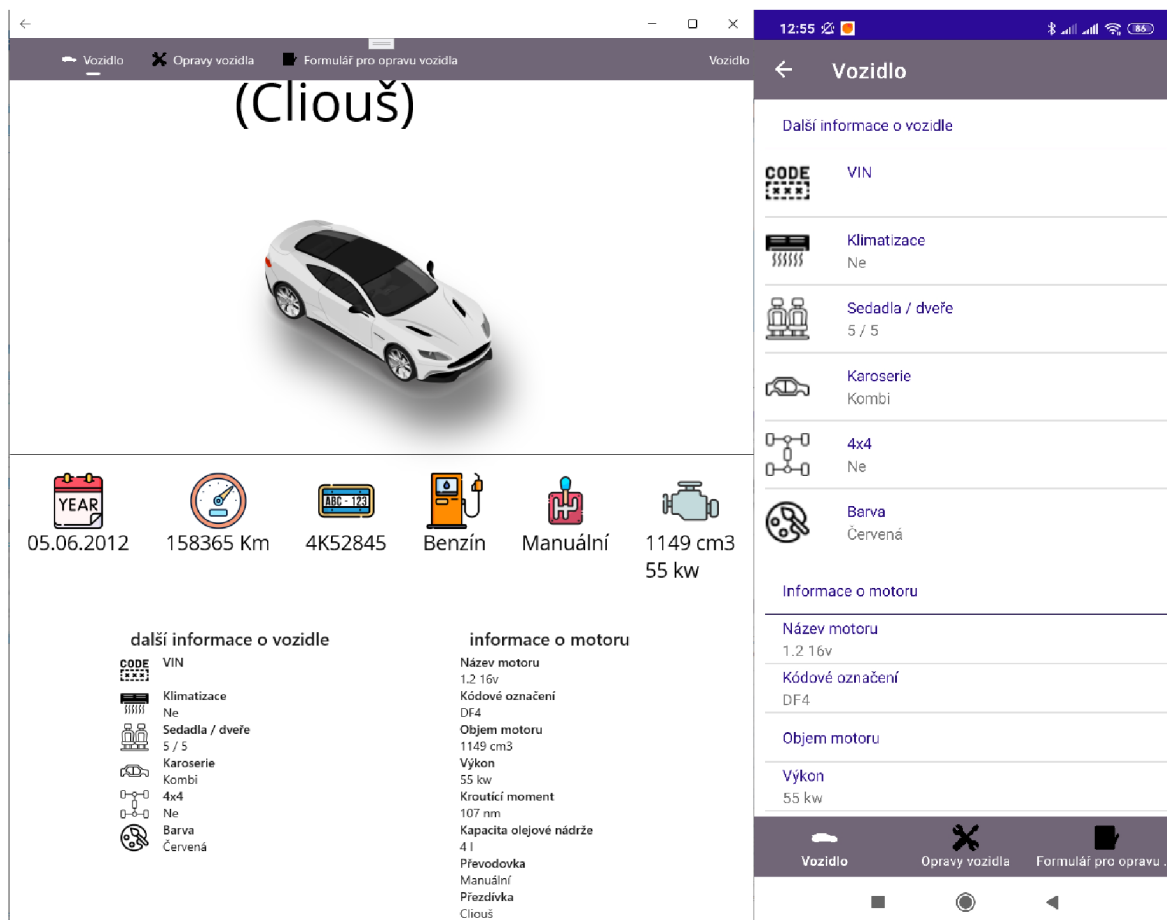 Vozidlo
Opravy vozidla
Formulář pro opravu vozidla
Vozidlo
(Cliouš)
YEAR
ABC - 123
05.06.2012
158365 Km
4K52845
Benzín
Manuální
1149 cm3
55 kw
další informace o vozidle
CODE
VIN
Klimatizace
Ne
Sedadla / dveře
5 / 5
Karoserie
Kombi
4x4
Ne
Barva
Červená
informace o motoru
Název motoru
1.2 16v
Kódové označení
DF4
Objem motoru
1149 cm3
Výkon
55 kw
Kroutící moment
107 nm
Kapacita olejové nádrže
4 l
Převodovka
Manuální
Přezdívka
Cliouš
12:55
86
Vozidlo
Další informace o vozidle
CODE
VIN
Klimatizace
Ne
Sedadla / dveře
5 / 5
Karoserie
Kombi
4x4
Ne
Barva
Červená
Informace o motoru
Název motoru
1.2 16v
Kódové označení
DF4
Objem motoru
Výkon
55 kw
Vozidlo
Opravy vozidla
Formulář pro opravu .